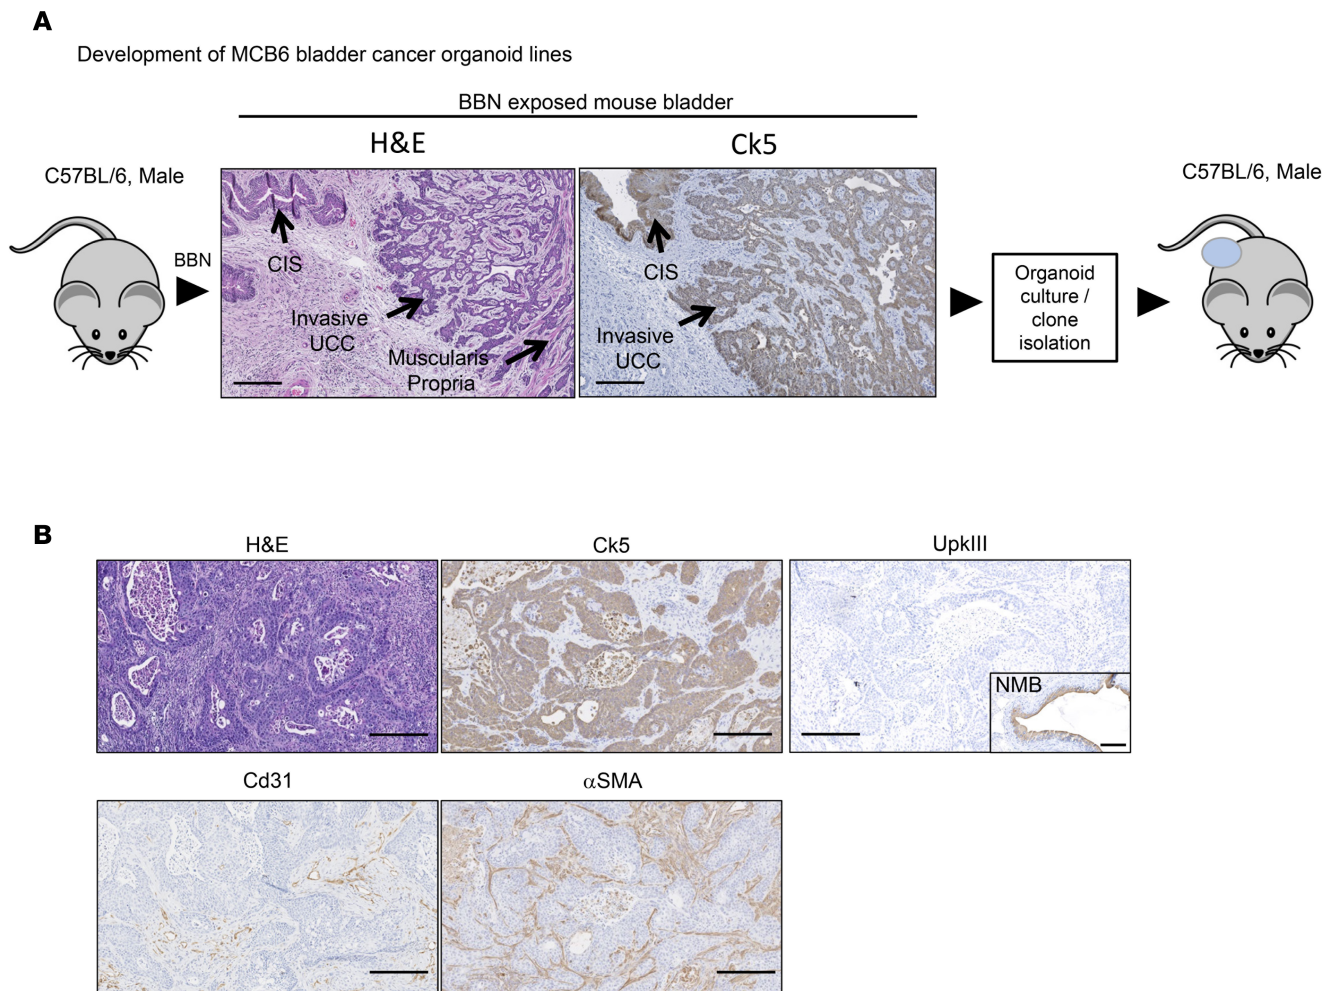 A
Development of MCB6 bladder cancer organoid lines
BBN exposed mouse bladder
H&E
Ck5
C57BL/6, Male
C57BL/6, Male
BBN
CIS
Invasive
UCC
Muscularis
Propria
CIS
Invasive
UCC
Organoid
culture /
clone
isolation
B
H&E
Ck5
UpkIII
NMB
Cd31
αSMA